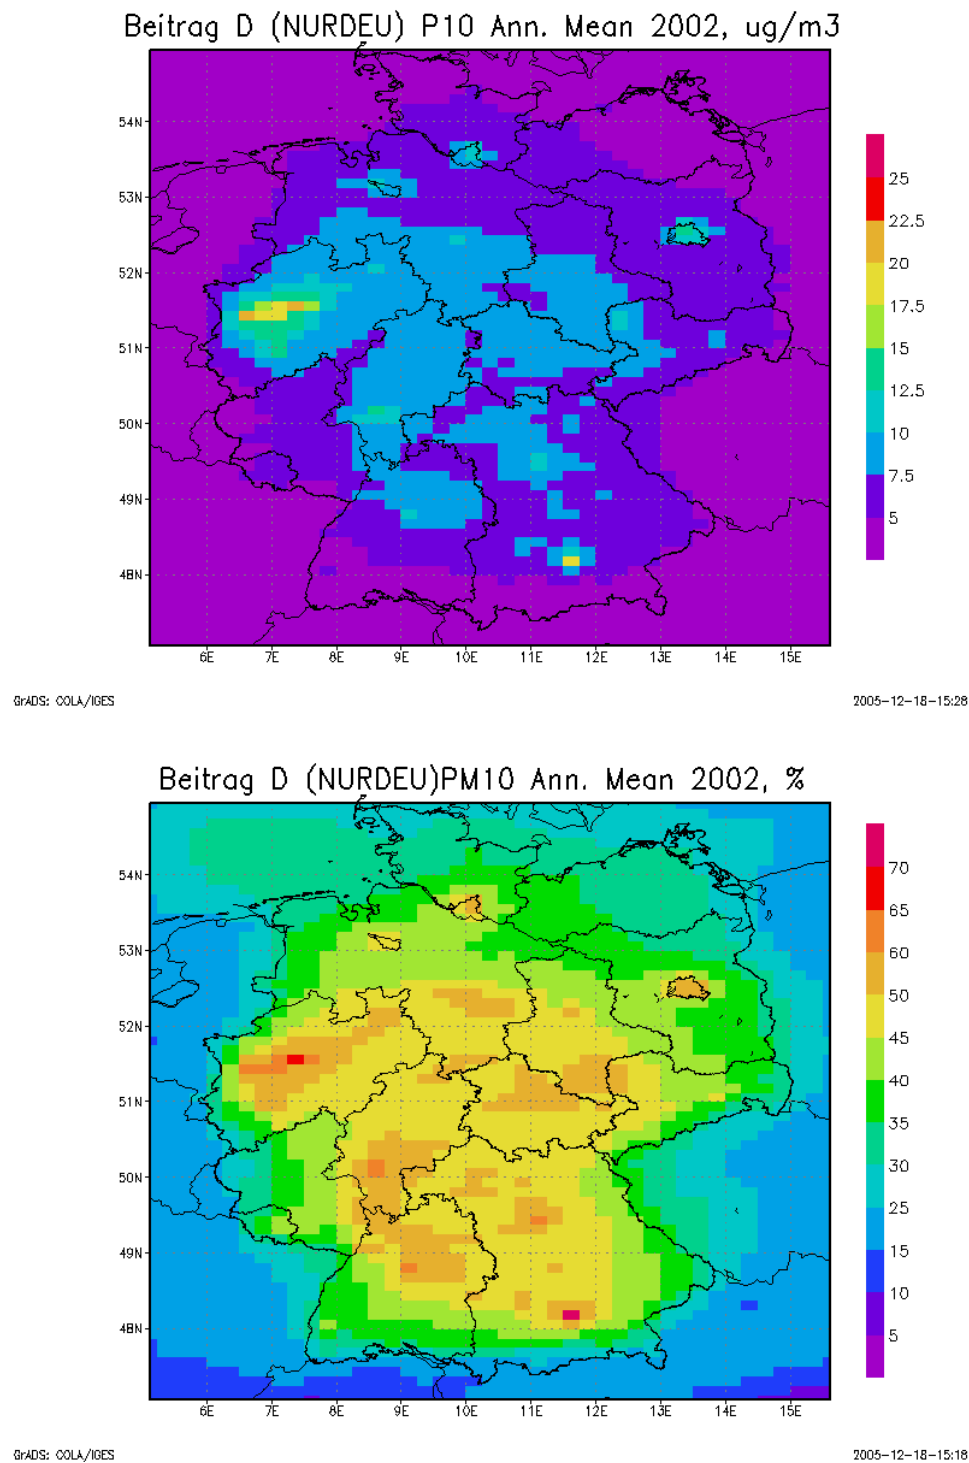 Beitrag D (NURDEU) P10 Ann. Mean 2002, ug/m3
54N
53N
52N
51N
50N
49N
48N
6E 7E 8E 9E 10E 11E 12E 13E 14E 15E
25
22.5
20
17.5
15
12.5
10
7.5
5
GrADS: COLA/IGES
2005-12-18-15:28
Beitrag D (NURDEU)PM10 Ann. Mean 2002, %
54N
53N
52N
51N
50N
49N
48N
6E 7E 8E 9E 10E 11E 12E 13E 14E 15E
70
65
60
50
45
40
35
30
25
15
10
5
GrADS: COLA/IGES
2005-12-18-15:18